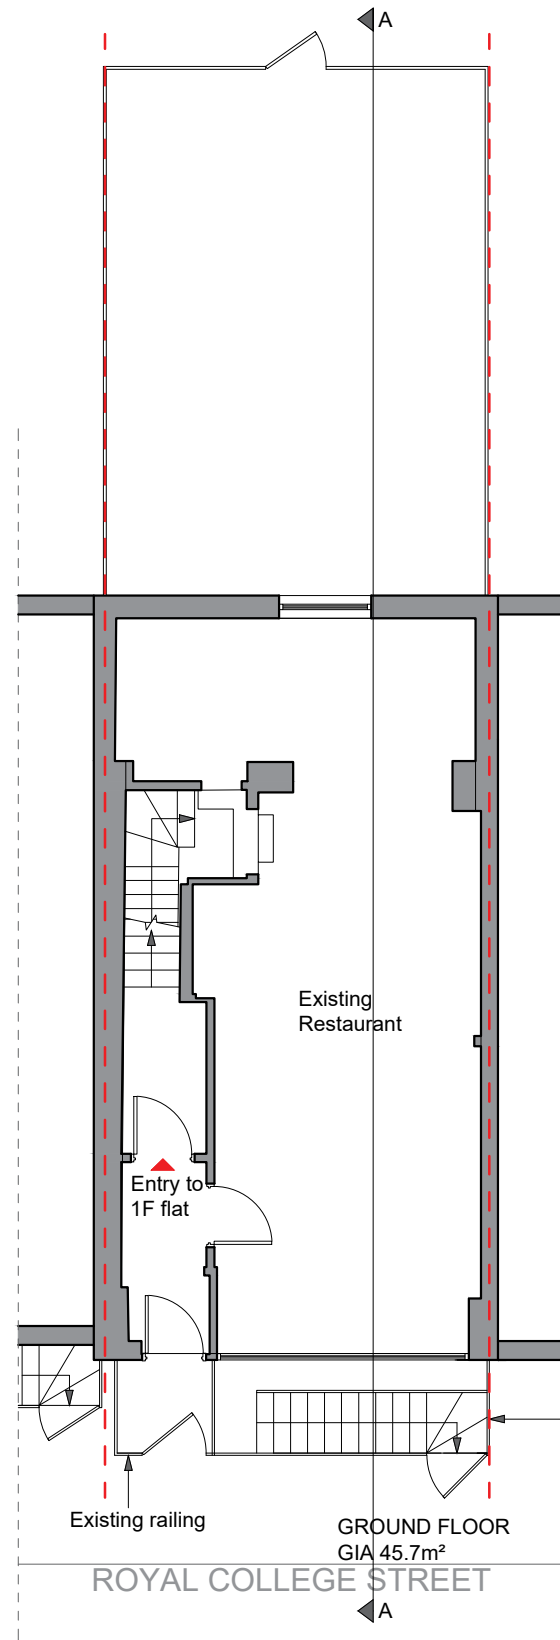 A
Existing
Restaurant
Entry to
1F flat
Existing railing
GROUND FLOOR
GIA 45.7m²
ROYAL COLLEGE STREET
A